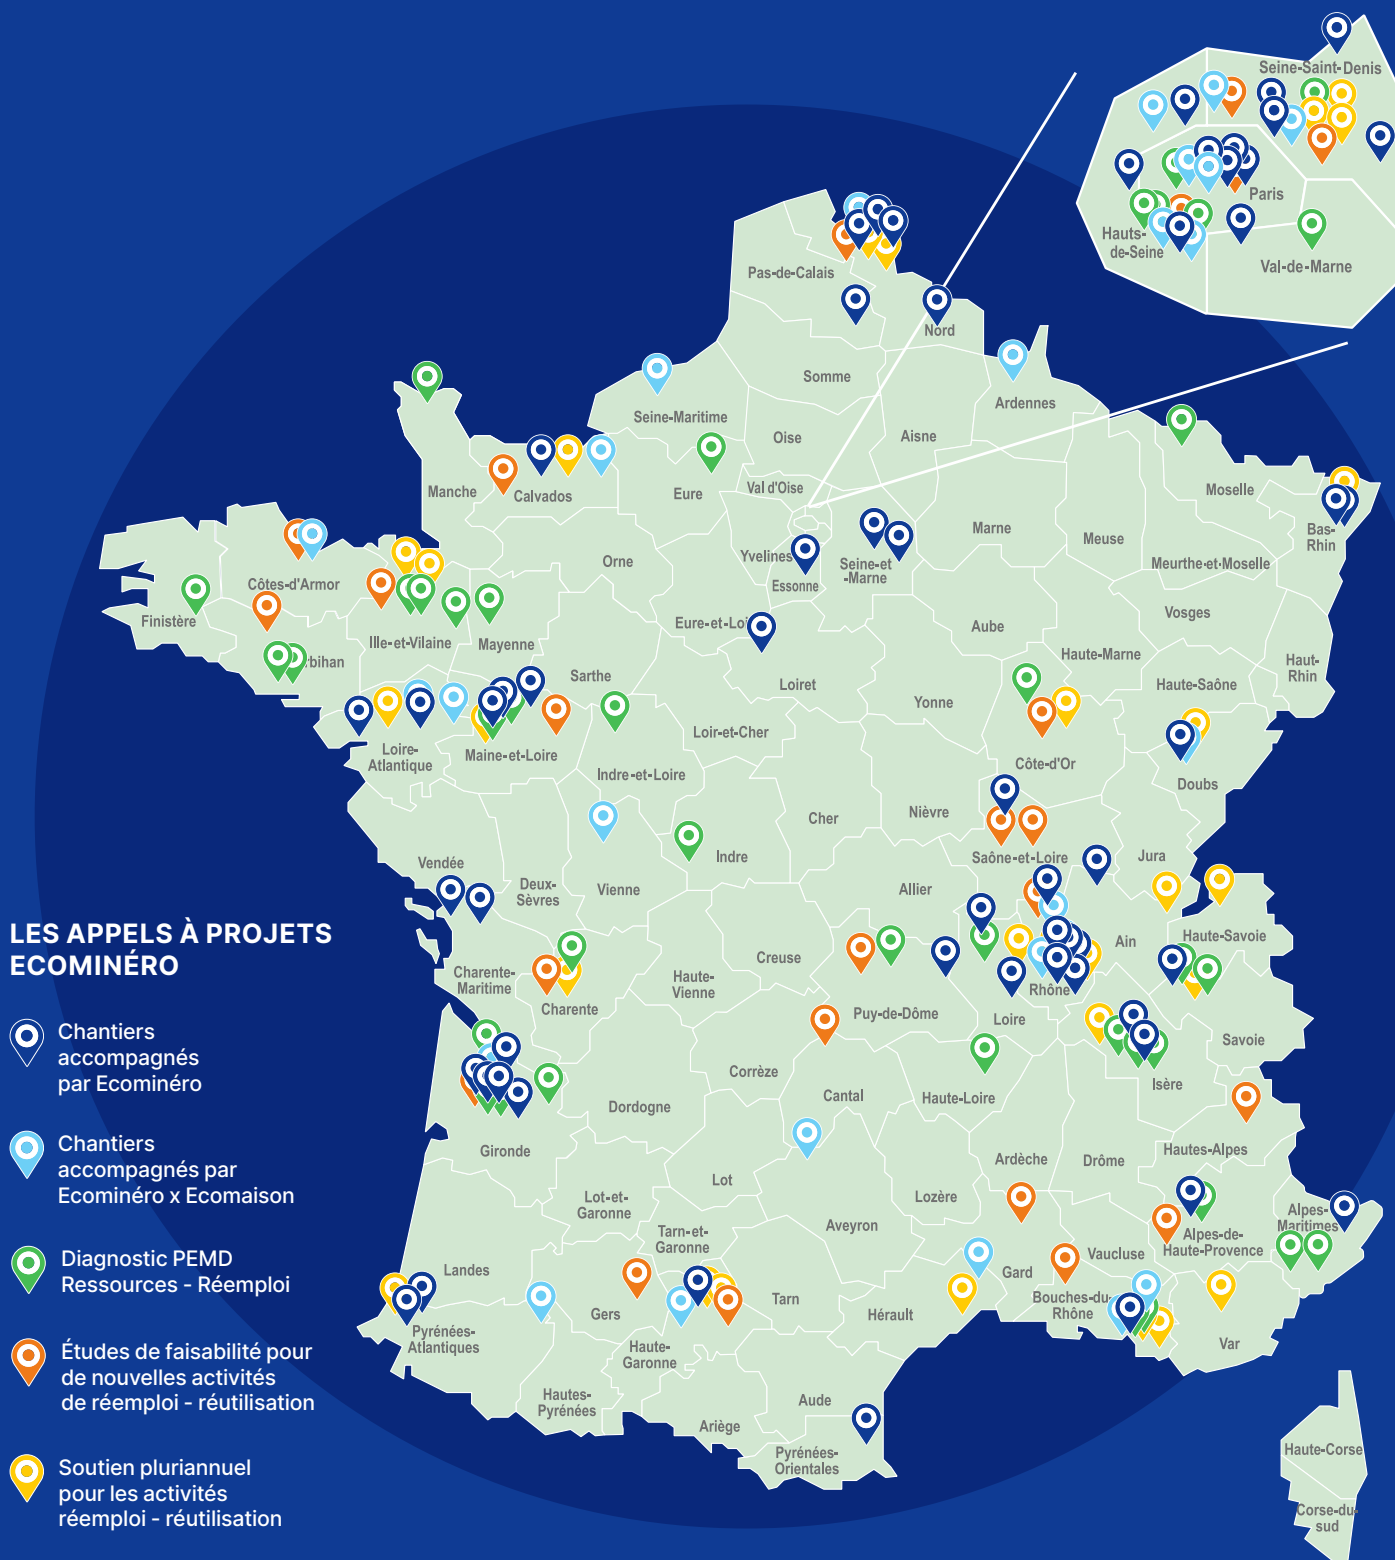 Seine-Saint-Denis
Paris
Hauts-
de-Seine
Val-de-Marne
Pas-de-Calais
Nord
Somme
Ardennes
Seine-Maritime
Oise
Aisne
Manche
Calvados
Eure
Val d'Oise
Moselle
Marne
Meuse
Bas-
Rhin
Orne
Yvelines
Seine-et
-Marne
Essonne
Meurthe-et-Moselle
Côtes-d'Armor
Finistère
Ille-et-Vilaine
Mayenne
Eure-et-Loi
Aube
Vosges
rbihan
Sarthe
Haute-Marne
Haut-
Rhin
Loiret
Yonne
Haute-Saône
Loire-
Atlantique
Maine-et-Loire
Loir-et-Cher
Indre-et-Loire
Côte-d'Or
Doubs
Cher
Nièvre
Vendée
Deux-
Sèvres
Vienne
Indre
Saône-et-Loire
Jura
Allier
LES APPELS À PROJETS
ECOMINÉRO
Charente-
Maritime
Charente
Haute-
Vienne
Creuse
Ain
Haute-Savoie
Rhône
Puy-de-Dôme
Loire
Savoie
Chantiers
accompagnés
par Ecominéro
Corrèze
Cantal
Haute-Loire
Isère
Dordogne
Gironde
Chantiers
accompagnés par
Ecominéro x Ecomaison
Lot
Ardèche
Drôme
Hautes-Alpes
Lot-et-
Garonne
Lozère
Aveyron
Tarn-et-
Garonne
Alpes-
Maritimes
Alpes-de-
Haute-Provence
Vaucluse
Diagnostic PEMD
Ressources - Réemploi
Landes
Gers
Tarn
Gard
Hérault
Bouches-du-
Rhône
Var
Pyrénées-
Atlantiques
Haute-
Garonne
Études de faisabilité pour
de nouvelles activités
de réemploi - réutilisation
Hautes-
Pyrénées
Ariège
Aude
Pyrénées-
Orientales
Haute-Corse
Corse-du-
sud
Soutien pluriannuel
pour les activités
réemploi - réutilisation